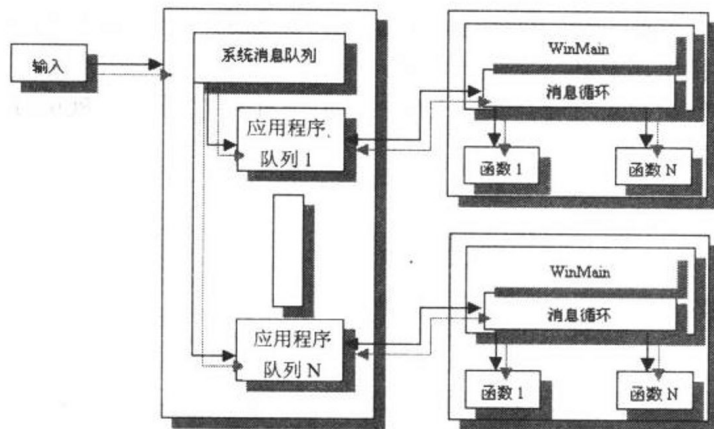 输入
系统消息队列
应用程序
队列 1
应用程序
队列 N
WinMain
消息循环
函数 1
函数 N
WinMain
消息循环
函数 1
函数 N